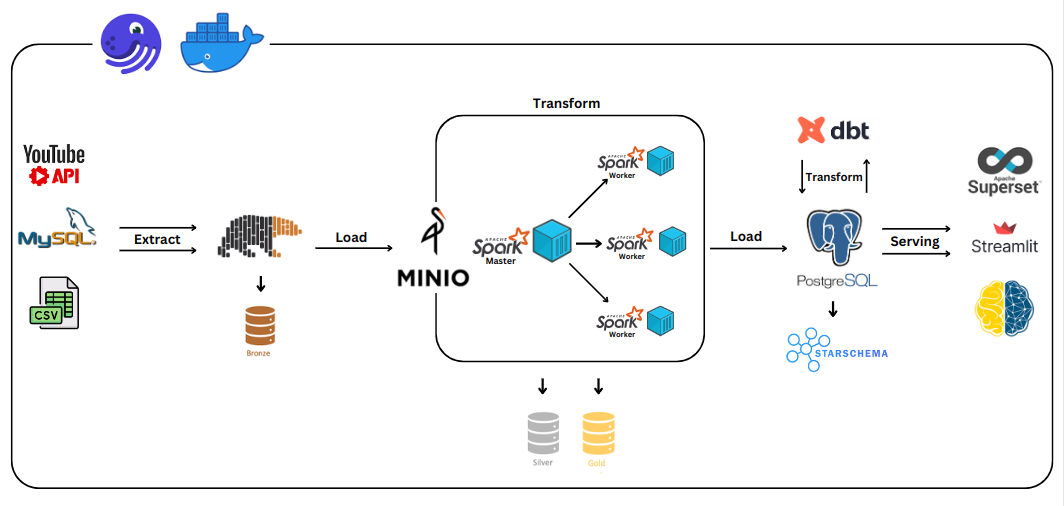 Transform
YouTube
API
MySQL.
CSV
Extract
Bronze
Load
MINIO
APACHE
Spark
Master
APACHE
Spark
Worker
APACHE
Spark
Worker
APACHE
Spark
Worker
Silver
Gold
Load
dbt
Transform
PostgreSQL
STARSCHEMA
Serving
Apache
Superset
Streamlit